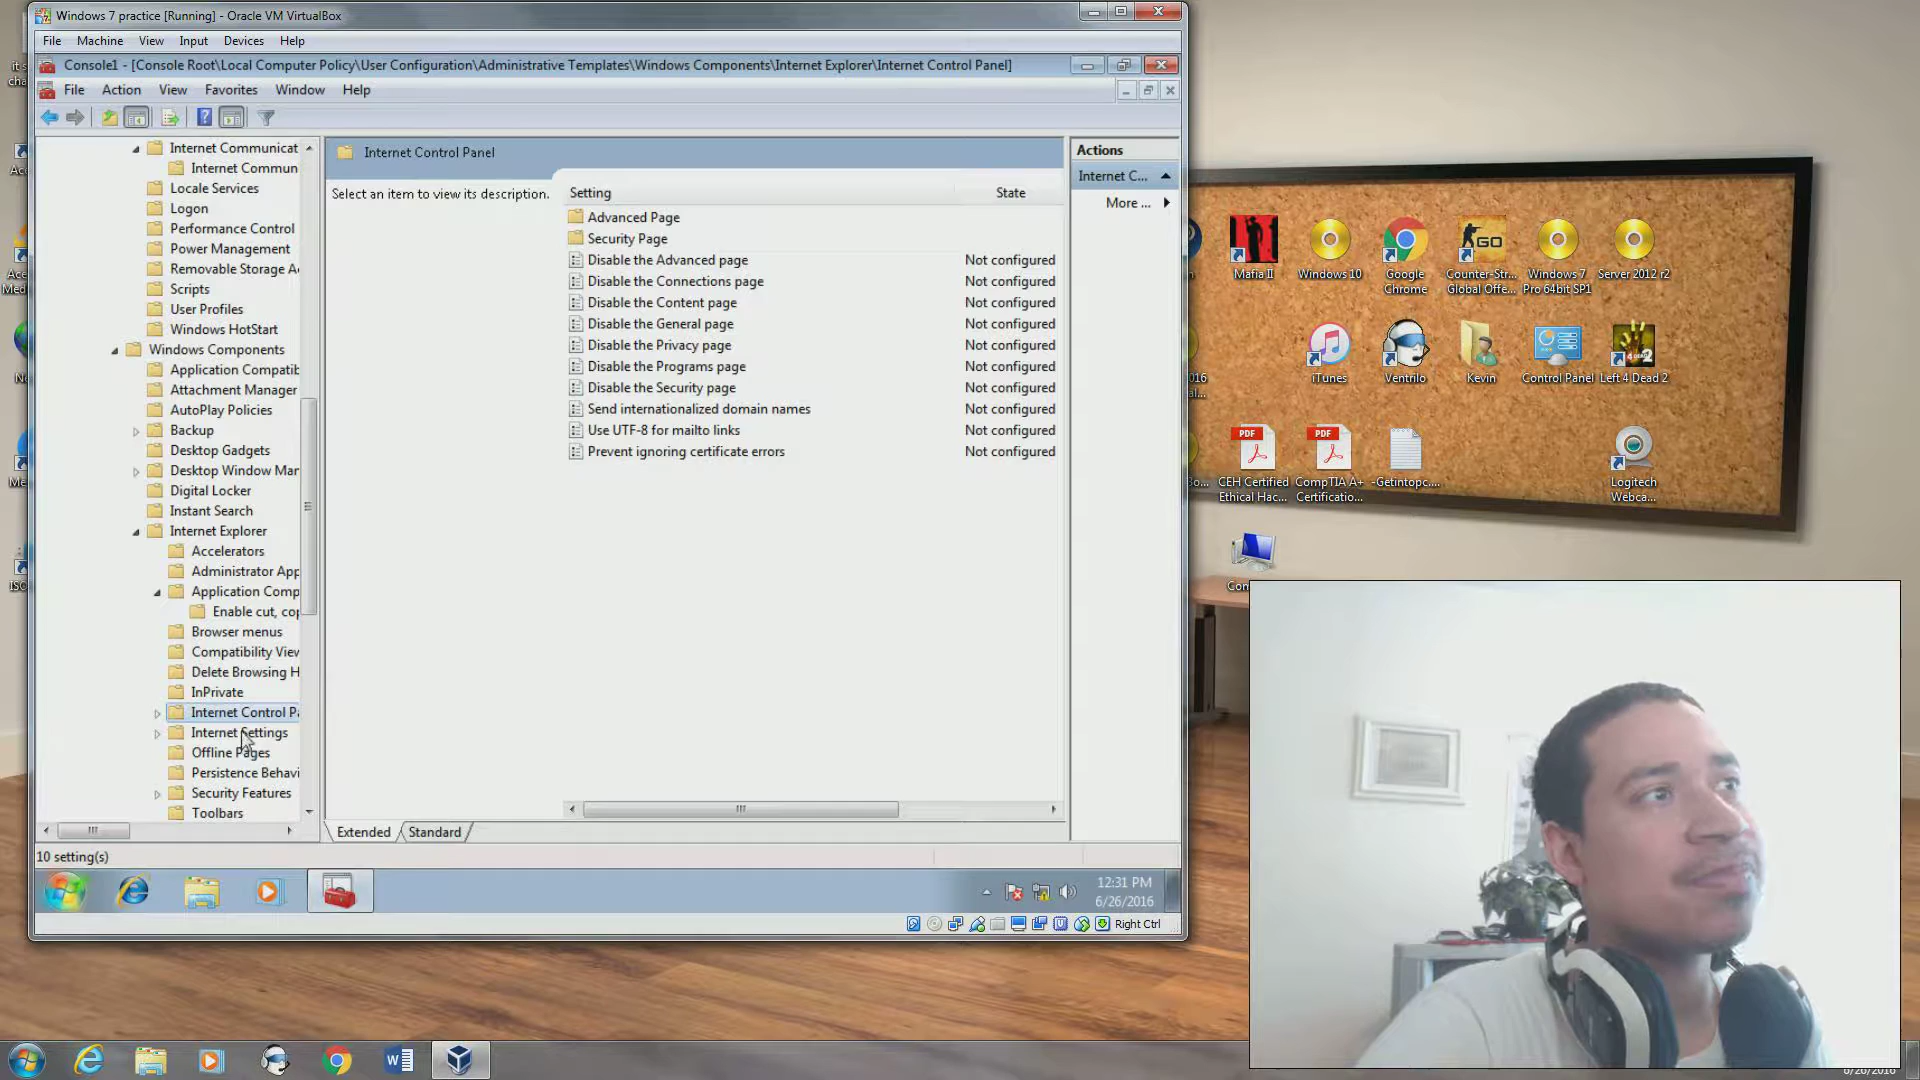 Windows 7 practice [Running] - Oracle VM VirtualBox
File Machine View Input Devices Help
Console1 - [Console Root\Local Computer Policy\User Configuration\Administrative Templates\Windows Components\Internet Explorer\Internet Control Panel]
File Action View Favorites Window Help
Internet Communicat
Internet Commun
Locale Services
Logon
Performance Control
Power Management
Removable Storage A
Scripts
User Profiles
Windows HotStart
Windows Components
Application Compatib
Attachment Manager
AutoPlay Policies
Backup
Desktop Gadgets
Desktop Window Mar
Digital Locker
Instant Search
Internet Explorer
Accelerators
Administrator App
Application Comp
Enable cut, cop
Browser menus
Compatibility View
Delete Browsing H
InPrivate
Internet Control Pa
Internet Settings
Offline Pages
Persistence Behavi
Security Features
Toolbars
Internet Control Panel
Select an item to view its description.
Setting State
Advanced Page
Security Page
Disable the Advanced page Not configured
Disable the Connections page Not configured
Disable the Content page Not configured
Disable the General page Not configured
Disable the Privacy page Not configured
Disable the Programs page Not configured
Disable the Security page Not configured
Send internationalized domain names Not configured
Use UTF-8 for mailto links Not configured
Prevent ignoring certificate errors Not configured
Extended Standard
Actions
Internet C...
More ...
10 setting(s)
12:31 PM
6/26/2016
Right Ctrl
Mafia II
Windows 10
Google
Chrome
Counter-Str...
Global Offe...
Windows 7
Pro 64bit SP1
Server 2012 r2
iTunes
Ventrilo
Kevin
Control Panel
Left 4 Dead 2
PDF
CEH Certified
Ethical Hac...
PDF
CompTIA A+
Certificatio...
-Getintopc....
Logitech
Webca...